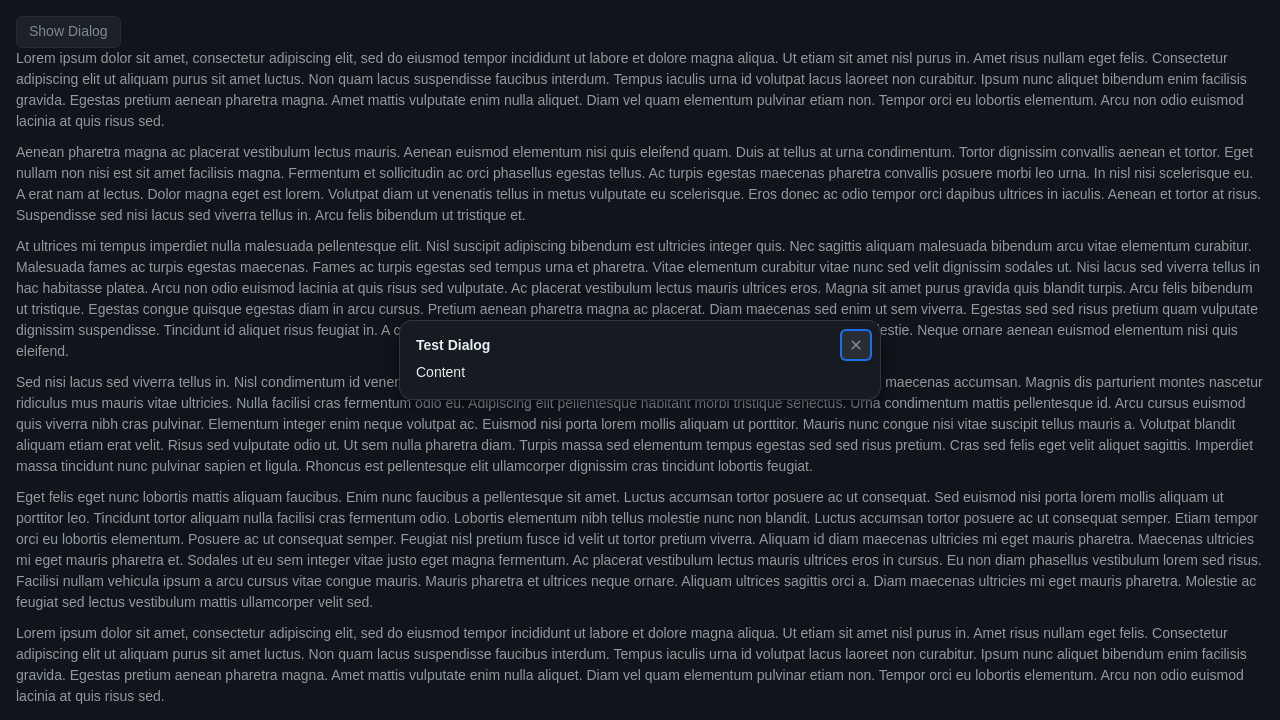 Show Dialog
Lorem ipsum dolor sit amet, consectetur adipiscing elit, sed do eiusmod tempor incididunt ut labore et dolore magna aliqua. Ut etiam sit amet nisl purus in. Amet risus nullam eget felis. Consectetur
adipiscing elit ut aliquam purus sit amet luctus. Non quam lacus suspendisse faucibus interdum. Tempus iaculis urna id volutpat lacus laoreet non curabitur. Ipsum nunc aliquet bibendum enim facilisis
gravida. Egestas pretium aenean pharetra magna. Amet mattis vulputate enim nulla aliquet. Diam vel quam elementum pulvinar etiam non. Tempor orci eu lobortis elementum. Arcu non odio euismod
lacinia at quis risus sed.
Aenean pharetra magna ac placerat vestibulum lectus mauris. Aenean euismod elementum nisi quis eleifend quam. Duis at tellus at urna condimentum. Tortor dignissim convallis aenean et tortor. Eget
nullam non nisi est sit amet facilisis magna. Fermentum et sollicitudin ac orci phasellus egestas tellus. Ac turpis egestas maecenas pharetra convallis posuere morbi leo urna. In nisl nisi scelerisque eu.
A erat nam at lectus. Dolor magna eget est lorem. Volutpat diam ut venenatis tellus in metus vulputate eu scelerisque. Eros donec ac odio tempor orci dapibus ultrices in iaculis. Aenean et tortor at risus.
Suspendisse sed nisi lacus sed viverra tellus in. Arcu felis bibendum ut tristique et.
At ultrices mi tempus imperdiet nulla malesuada pellentesque elit. Nisl suscipit adipiscing bibendum est ultricies integer quis. Nec sagittis aliquam malesuada bibendum arcu vitae elementum curabitur.
Malesuada fames ac turpis egestas maecenas. Fames ac turpis egestas sed tempus urna et pharetra. Vitae elementum curabitur vitae nunc sed velit dignissim sodales ut. Nisi lacus sed viverra tellus in
hac habitasse platea. Arcu non odio euismod lacinia at quis risus sed vulputate. Ac placerat vestibulum lectus mauris ultrices eros. Magna sit amet purus gravida quis blandit turpis. Arcu felis bibendum
ut tristique. Egestas congue quisque egestas diam in arcu cursus. Pretium aenean pharetra magna ac placerat. Diam maecenas sed enim ut sem viverra. Egestas sed sed risus pretium quam vulputate
dignissim suspendisse. Tincidunt id aliquet risus feugiat in. A Neque ornare aenean euismod elementum nisi quis
eleifend.
Test Dialog
Content
Sed nisi lacus sed viverra tellus in. Nisl condimentum id maecenas accumsan. Magnis dis parturient montes nascetur
ridiculus mus mauris vitae ultricies. Nulla facilisi cras fermentum odio eu. Adipiscing elit pellentesque habitant morbi tristique senectus. Urna condimentum mattis pellentesque id. Arcu cursus euismod
quis viverra nibh cras pulvinar. Elementum integer enim neque volutpat ac. Euismod nisi porta lorem mollis aliquam ut porttitor. Mauris nunc congue nisi vitae suscipit tellus mauris a. Volutpat blandit
aliquam etiam erat velit. Risus sed vulputate odio ut. Ut sem nulla pharetra diam. Turpis massa sed elementum tempus egestas sed sed risus pretium. Cras sed felis eget velit aliquet sagittis. Imperdiet
massa tincidunt nunc pulvinar sapien et ligula. Rhoncus est pellentesque elit ullamcorper dignissim cras tincidunt lobortis feugiat.
Eget felis eget nunc lobortis mattis aliquam faucibus. Enim nunc faucibus a pellentesque sit amet. Luctus accumsan tortor posuere ac ut consequat. Sed euismod nisi porta lorem mollis aliquam ut
porttitor leo. Tincidunt tortor aliquam nulla facilisi cras fermentum odio. Lobortis elementum nibh tellus molestie nunc non blandit. Luctus accumsan tortor posuere ac ut consequat semper. Etiam tempor
orci eu lobortis elementum. Posuere ac ut consequat semper. Feugiat nisl pretium fusce id velit ut tortor pretium viverra. Aliquam id diam maecenas ultricies mi eget mauris pharetra. Maecenas ultricies
mi eget mauris pharetra et. Sodales ut eu sem integer vitae justo eget magna fermentum. Ac placerat vestibulum lectus mauris ultrices eros in cursus. Eu non diam phasellus vestibulum lorem sed risus.
Facilisi nullam vehicula ipsum a arcu cursus vitae congue mauris. Mauris pharetra et ultrices neque ornare. Aliquam ultrices sagittis orci a. Diam maecenas ultricies mi eget mauris pharetra. Molestie ac
feugiat sed lectus vestibulum mattis ullamcorper velit sed.
Lorem ipsum dolor sit amet, consectetur adipiscing elit, sed do eiusmod tempor incididunt ut labore et dolore magna aliqua. Ut etiam sit amet nisl purus in. Amet risus nullam eget felis. Consectetur
adipiscing elit ut aliquam purus sit amet luctus. Non quam lacus suspendisse faucibus interdum. Tempus iaculis urna id volutpat lacus laoreet non curabitur. Ipsum nunc aliquet bibendum enim facilisis
gravida. Egestas pretium aenean pharetra magna. Amet mattis vulputate enim nulla aliquet. Diam vel quam elementum pulvinar etiam non. Tempor orci eu lobortis elementum. Arcu non odio euismod
lacinia at quis risus sed.